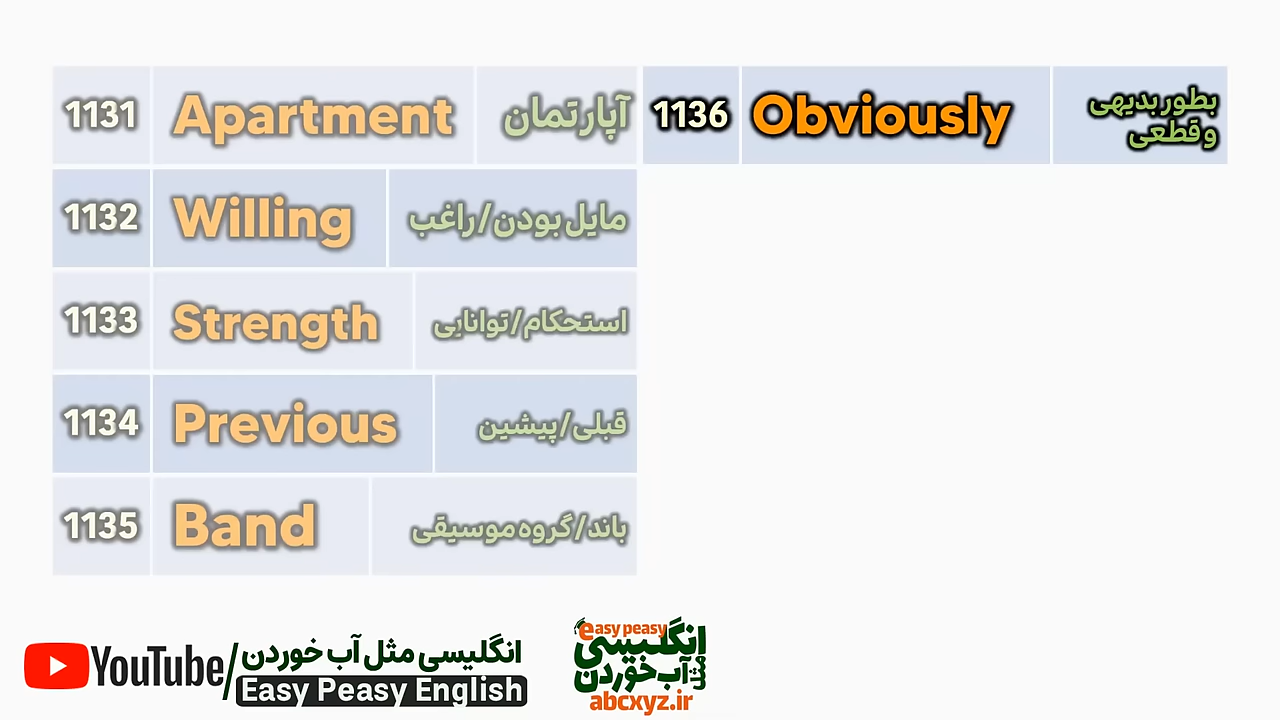 1131 Apartment آپارتمان
1132 Willing مایل بودن/راغب
1133 Strength استحکام/توانایی
1134 Previous قبلی/پیشین
1135 Band باند/گروه موسیقی
1136 Obviously بطور بدیهی
و قطعی
YouTube/انگلیسی مثل آب خوردن
Easy Peasy English
easy peasy
انگلیسی
مثل آب خوردن
abcxyz.ir